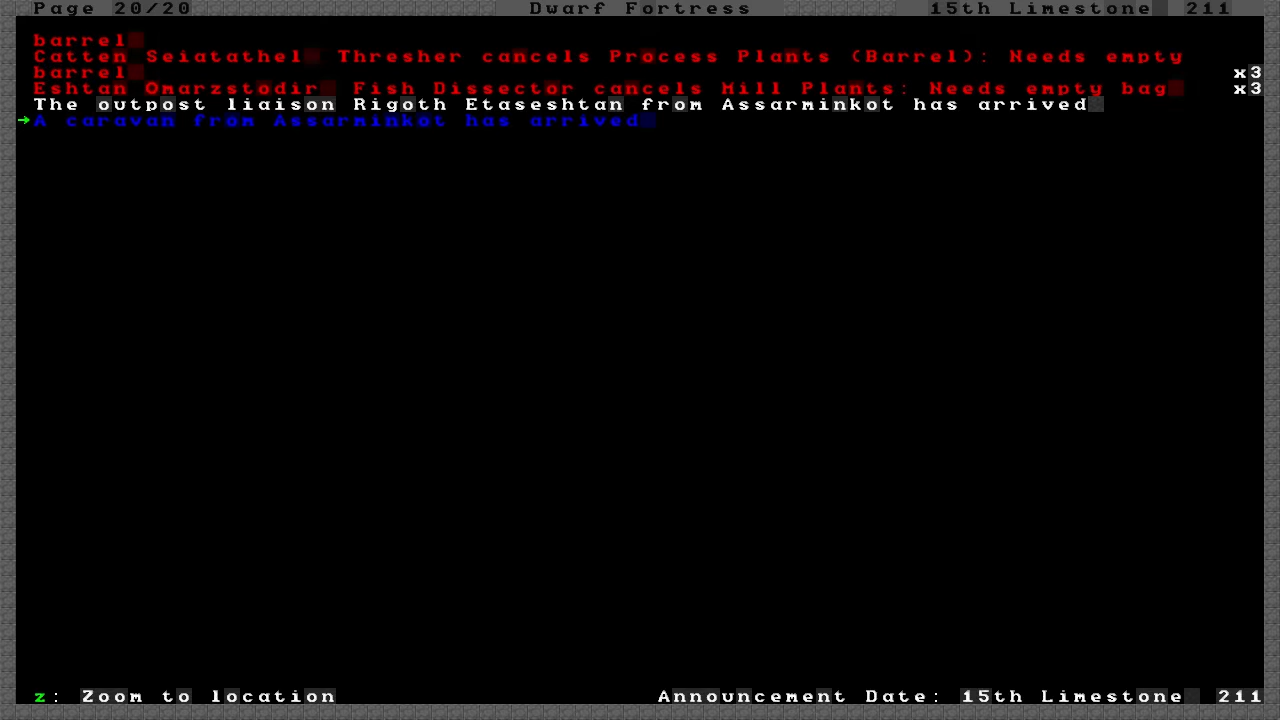 Page 20/20 Dwarf Fortress 15th Limestone 211
barrel
Catten Seiatathel Thresher cancels Process Plants (Barrel): Needs empty
barrel x3
Eshtan Omarzstodir Fish Dissector cancels Mill Plants: Needs empty bag x3
The outpost liaison Rigoth Etaseshtan from Assarminkot has arrived
→A caravan from Assarminkot has arrived
z: Zoom to location Announcement Date: 15th Limestone 211